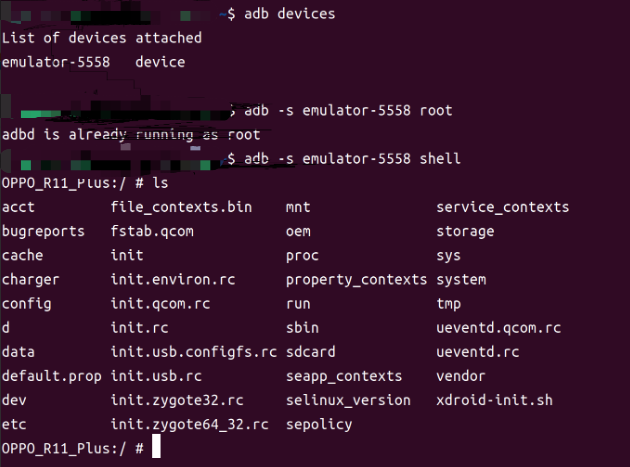 ~$ adb devices
List of devices attached
emulator-5558 device
$ adb -s emulator-5558 root
adbd is already running as root
$ adb -s emulator-5558 shell
OPPO_R11_Plus:/ # ls
acct file_contexts.bin mnt service_contexts
bugreports fstab.qcom oem storage
cache init proc sys
charger init.environ.rc property_contexts system
config init.qcom.rc run tmp
d init.rc sbin ueventd.qcom.rc
data init.usb.configfs.rc sdcard ueventd.rc
default.prop init.usb.rc seapp_contexts vendor
dev init.zygote32.rc selinux_version xdroid-init.sh
etc init.zygote64_32.rc sepolicy
OPPO_R11_Plus:/ #